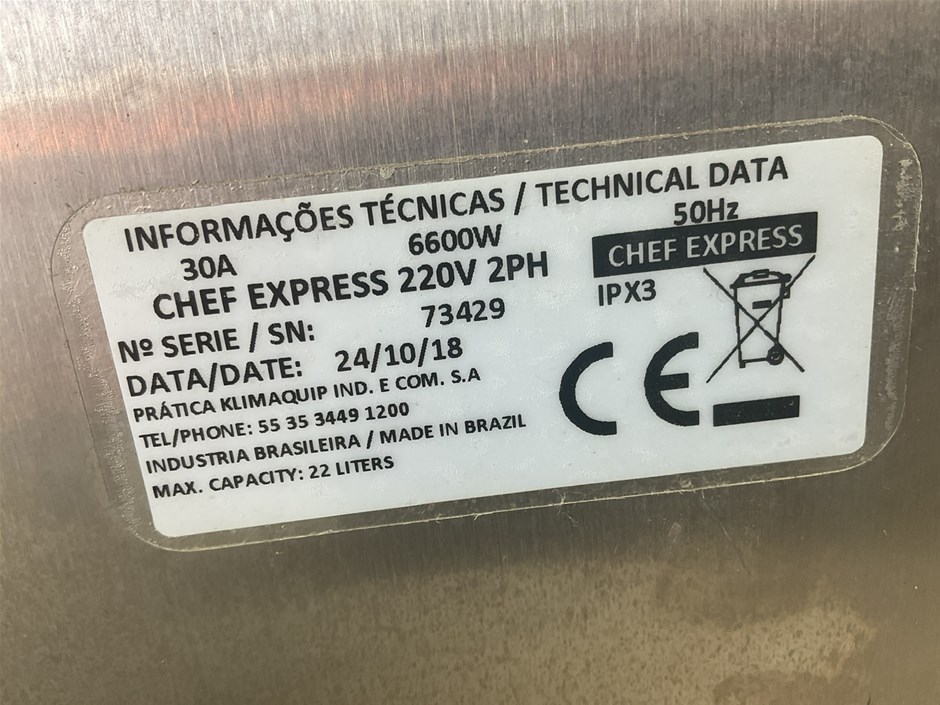 INFORMAÇÕES TÉCNICAS / TECHNICAL DATA
30A 6600W 50Hz
CHEF EXPRESS 220V 2PH CHEF EXPRESS
Nº SERIE / SN: 73429 IPX3
DATA/DATE: 24/10/18
PRÁTICA KLIMAQUIP IND. E COM. S.A
TEL/PHONE: 55 35 3449 1200
INDUSTRIA BRASILEIRA / MADE IN BRAZIL
MAX. CAPACITY: 22 LITERS
CE